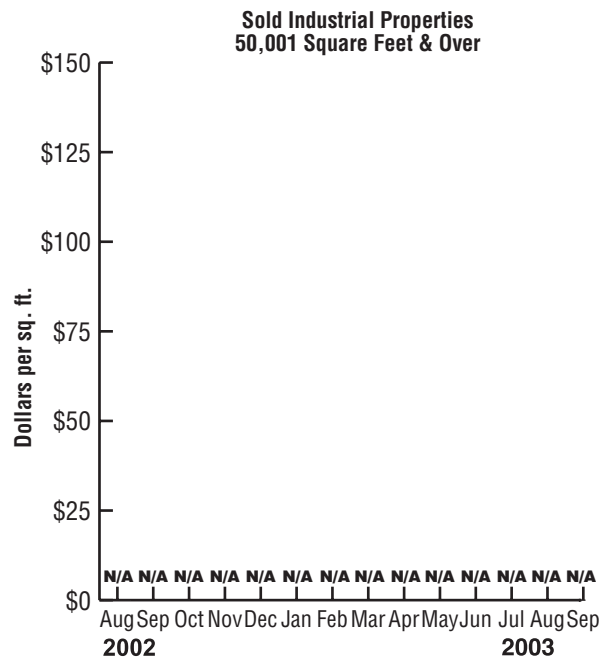 Sold Industrial Properties
50,001 Square Feet & Over
$150
$125
$100
$75
$50
$25
$0
Dollars per sq. ft.
N/A N/A N/A N/A N/A N/A N/A N/A N/A N/A N/A N/A N/A N/A
Aug Sep Oct Nov Dec Jan Feb Mar Apr May Jun Jul Aug Sep
2002 2003